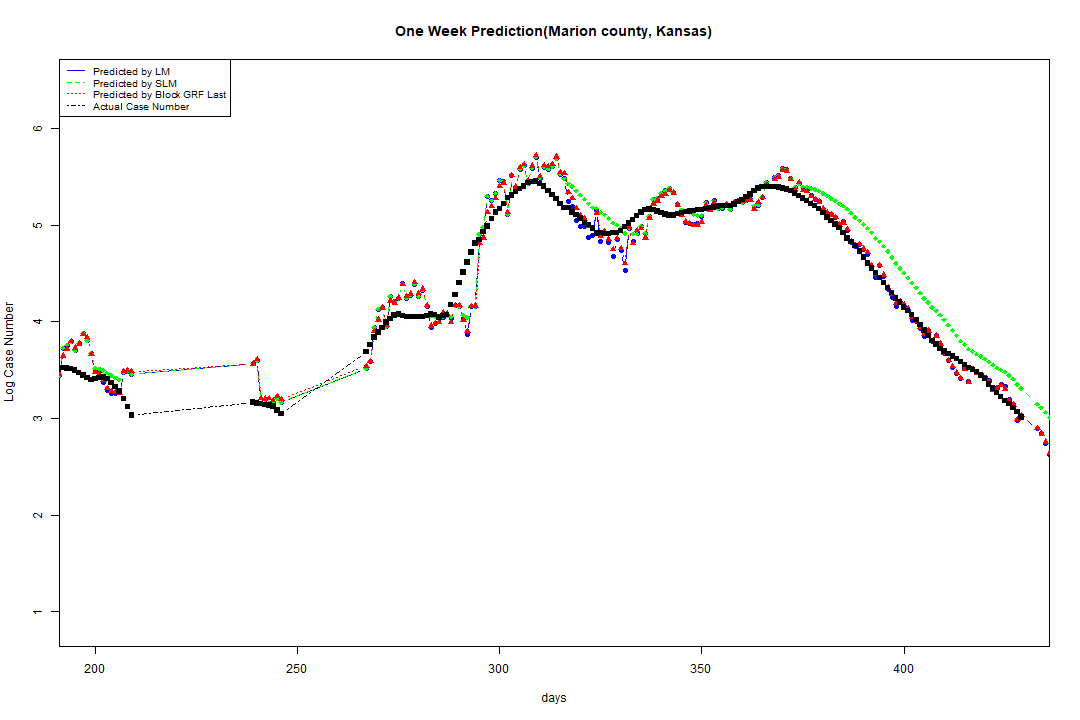 One Week Prediction(Marion county, Kansas)
Predicted by LM
Predicted by SLM
Predicted by Block GRF Last
Actual Case Number
Log Case Number
6
5
4
3
2
1
200 250 300 350 400
days